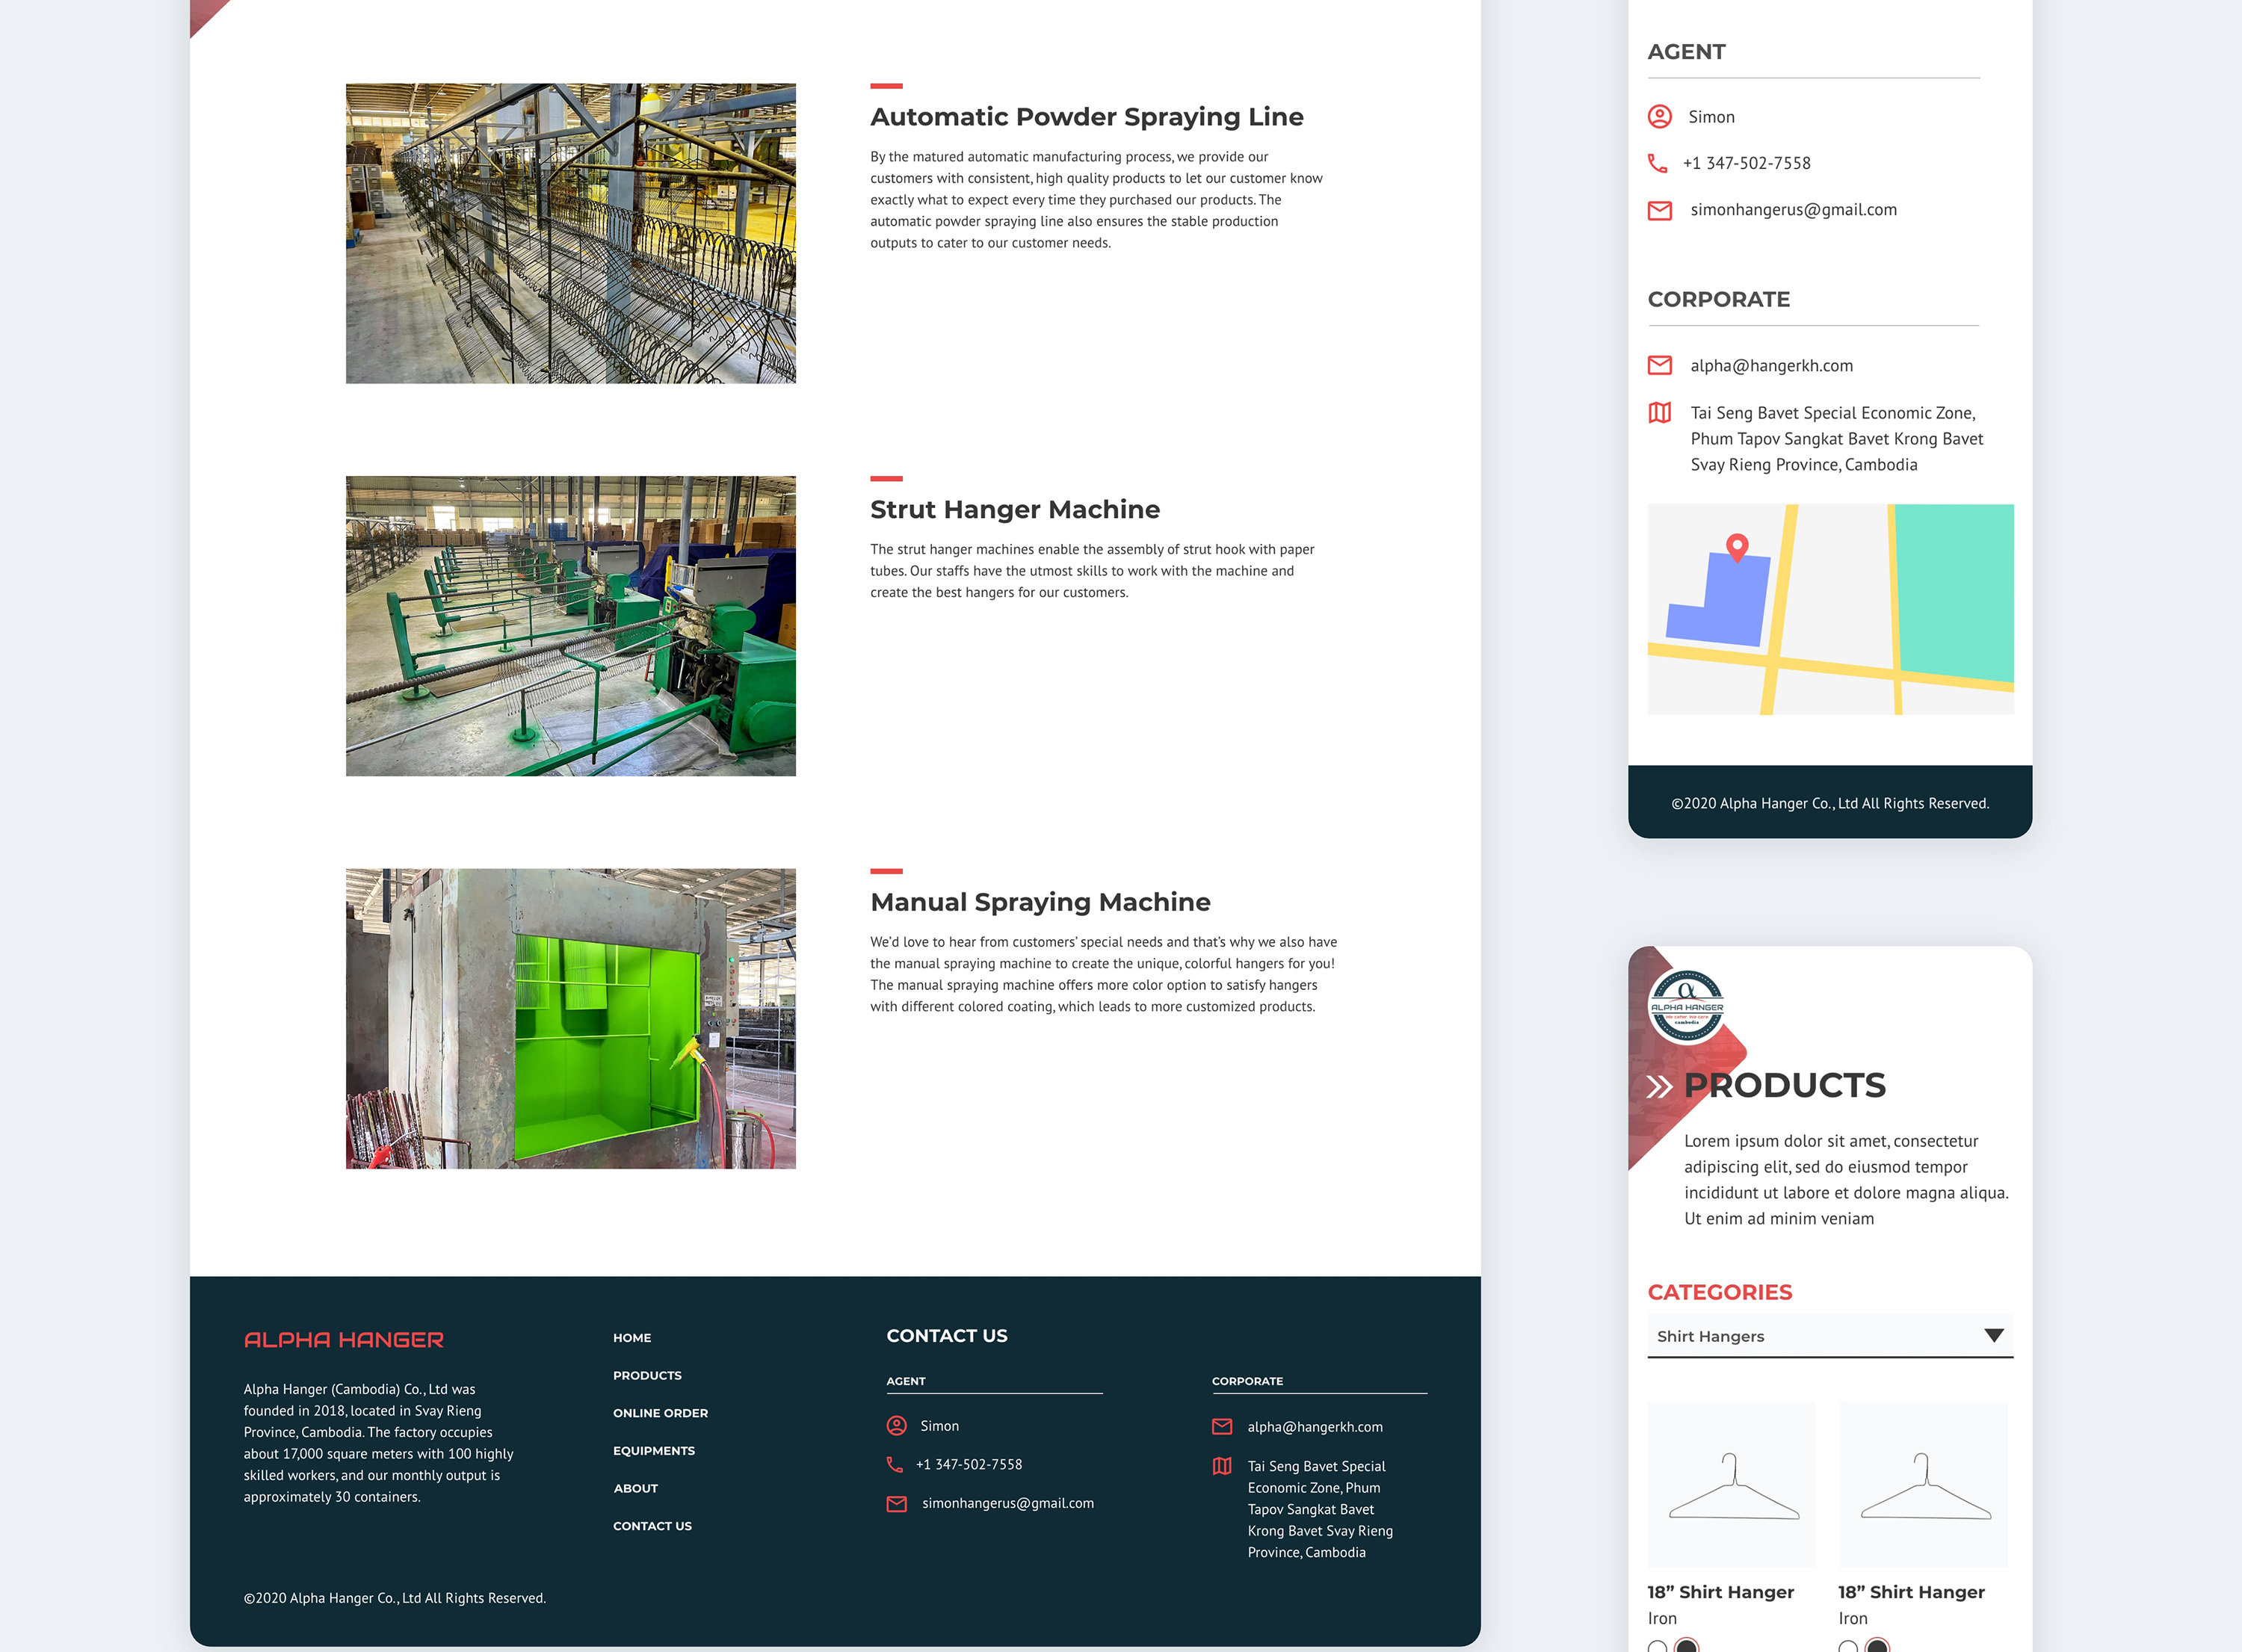 Automatic Powder Spraying Line
By the matured automatic manufacturing process, we provide our
customers with consistent, high quality products to let our customer know
exactly what to expect every time they purchased our products. The
automatic powder spraying line also ensures the stable production
outputs to cater to our customer needs.
Strut Hanger Machine
The strut hanger machines enable the assembly of strut hook with paper
tubes. Our staffs have the utmost skills to work with the machine and
create the best hangers for our customers.
Manual Spraying Machine
We’d love to hear from customers’ special needs and that’s why we also have
the manual spraying machine to create the unique, colorful hangers for you!
The manual spraying machine offers more color option to satisfy hangers
with different colored coating, which leads to more customized products.
ALPHA HANGER
Alpha Hanger (Cambodia) Co., Ltd was
founded in 2018, located in Svay Rieng
Province, Cambodia. The factory occupies
about 17,000 square meters with 100 highly
skilled workers, and our monthly output is
approximately 30 containers.
HOME
PRODUCTS
ONLINE ORDER
EQUIPMENTS
ABOUT
CONTACT US
CONTACT US
AGENT
Simon
+1 347-502-7558
simonhangerus@gmail.com
CORPORATE
alpha@hangerkh.com
Tai Seng Bavet Special
Economic Zone, Phum
Tapov Sangkat Bavet
Krong Bavet Svay Rieng
Province, Cambodia
©2020 Alpha Hanger Co., Ltd All Rights Reserved.
AGENT
Simon
+1 347-502-7558
simonhangerus@gmail.com
CORPORATE
alpha@hangerkh.com
Tai Seng Bavet Special Economic Zone,
Phum Tapov Sangkat Bavet Krong Bavet
Svay Rieng Province, Cambodia
©2020 Alpha Hanger Co., Ltd All Rights Reserved.
α
ALPHA HANGER
We cater. We care
cambodia
PRODUCTS
Lorem ipsum dolor sit amet, consectetur
adipiscing elit, sed do eiusmod tempor
incididunt ut labore et dolore magna aliqua.
Ut enim ad minim veniam
CATEGORIES
Shirt Hangers
18” Shirt Hanger
Iron
18” Shirt Hanger
Iron